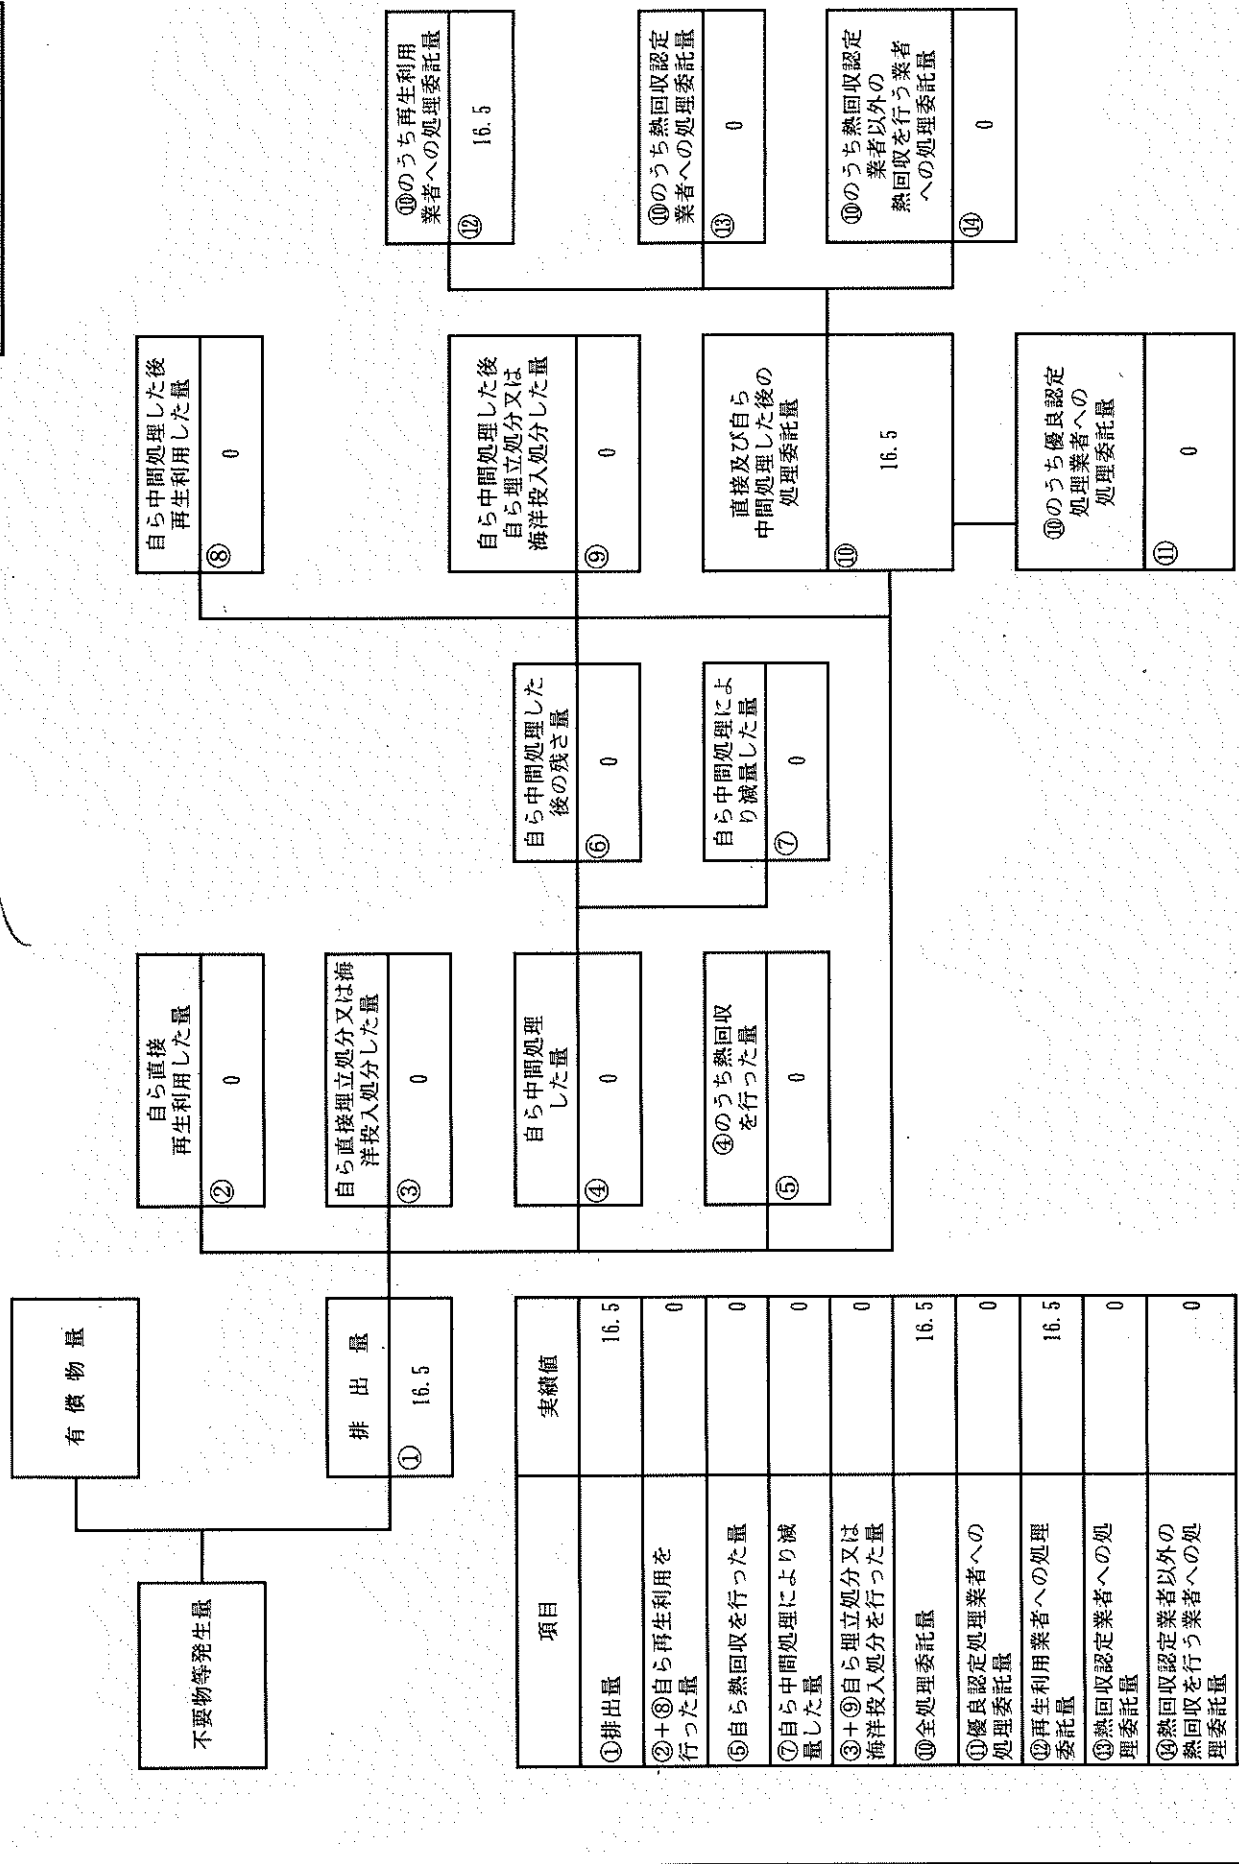 不要物等発生量
有償物量
排出量
① 16.5
自ら直接
再生利用した量
② 0
自ら直接埋立処分又は海
洋投入処分した量
③ 0
自ら中間処理
した量
④ 0
④のうち熱回収
を行った量
⑤ 0
自ら中間処理した
後の残さ量
⑥ 0
自ら中間処理によ
り減量した量
⑦ 0
自ら中間処理した後
再生利用した量
⑧ 0
自ら中間処理した後
自ら埋立処分又は
海洋投入処分した量
⑨ 0
直接及び自ら
中間処理した後の
処理委託量
⑩ 16.5
⑩のうち優良認定
処理業者への
処理委託量
⑪ 0
⑩のうち再生利用
業者への処理委託量
⑫ 16.5
⑩のうち熱回収認定
業者への処理委託量
⑬ 0
⑩のうち熱回収認定
業者以外の
熱回収を行う業者
への処理委託量
⑭ 0
項目 実績値
①排出量 16.5
②+⑧自ら再生利用を
行った量 0
⑤自ら熱回収を行った量 0
⑦自ら中間処理により減
量した量 0
③+⑨自ら埋立処分又は
海洋投入処分を行った量 0
⑩全処理委託量 16.5
⑪優良認定処理業者への
処理委託量 0
⑫再生利用業者への処理
委託量 16.5
⑬熱回収認定業者への処
理委託量 0
⑭熱回収認定業者以外の
熱回収を行う業者への処
理委託量 0